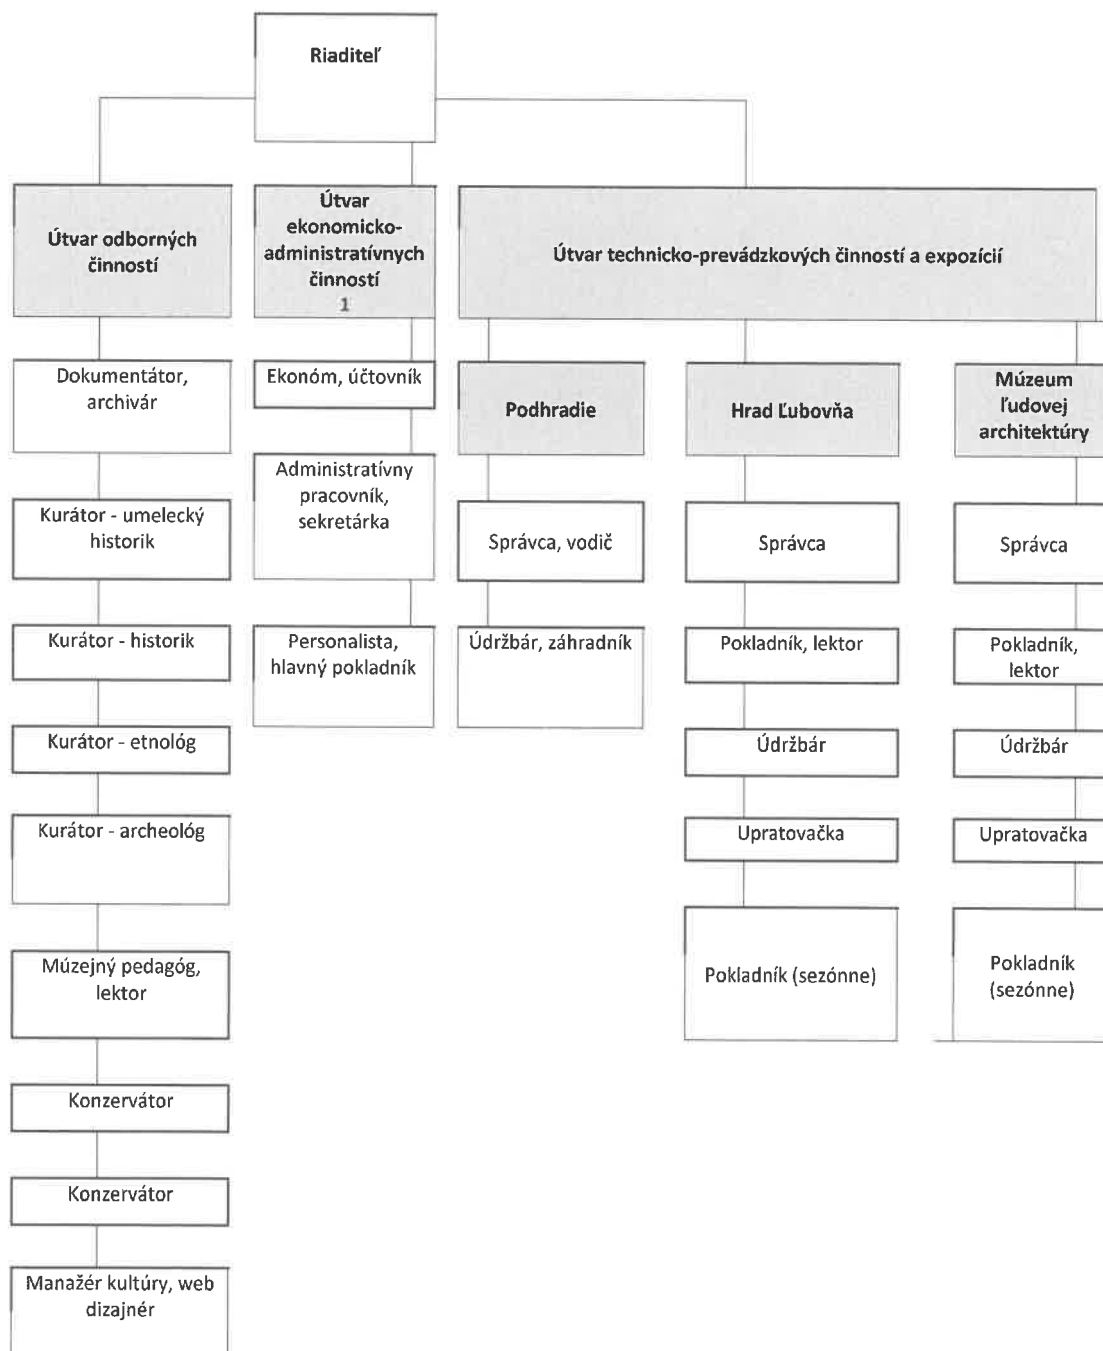 Riaditeľ
Útvar odborných
činností
Útvar
ekonomicko-
administratívnych
činností
1
Útvar technicko-prevádzkových činností a expozícií
Dokumentátor,
archivár
Kurátor - umelecký
historik
Kurátor - historik
Kurátor - etnológ
Kurátor - archeológ
Múzejný pedagóg,
lektor
Konzervátor
Konzervátor
Manažér kultúry, web
dizajnér
Ekonóm, účtovník
Administratívny
pracovník,
sekretárka
Personalista,
hlavný pokladník
Podhradie
Správca, vodič
Údržbár, záhradník
Hrad Ľubovňa
Správca
Pokladník, lektor
Údržbár
Upratovačka
Pokladník (sezónne)
Múzeum
ľudovej
architektúry
Správca
Pokladník,
lektor
Údržbár
Upratovačka
Pokladník
(sezónne)